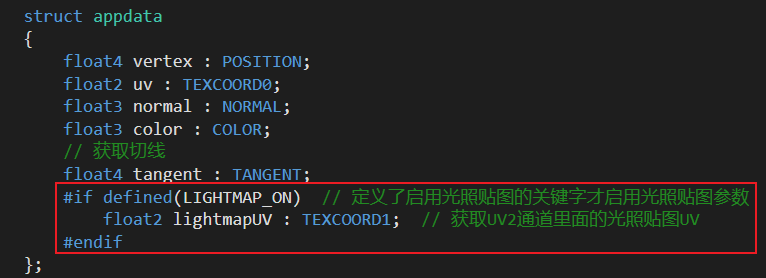 struct appdata
{
float4 vertex : POSITION;
float2 uv : TEXCOORD0;
float3 normal : NORMAL;
float3 color : COLOR;
// 获取切线
float4 tangent : TANGENT;
#if defined(LIGHTMAP_ON) // 定义了启用光照贴图的关键字才启用光照贴图参数
float2 lightmapUV : TEXCOORD1; // 获取UV2通道里面的光照贴图UV
#endif
};